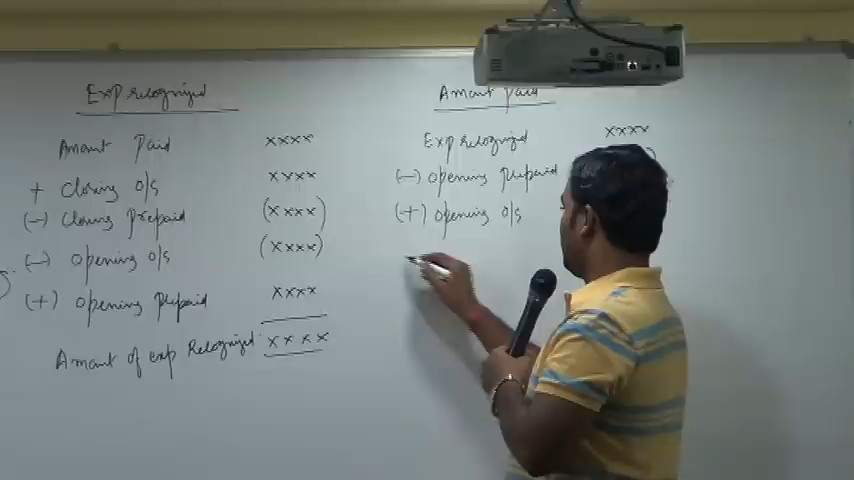 Exp recognized
Amount Paid xxxx
+ closing o/s xxxx
(-) closing prepaid (xxxx)
(-) opening o/s (xxxx)
(+) opening prepaid xxxx
Amount of exp Recognized xxxx
Amount paid
Exp recognized xxxx
(-) opening prepaid
(+) opening o/s